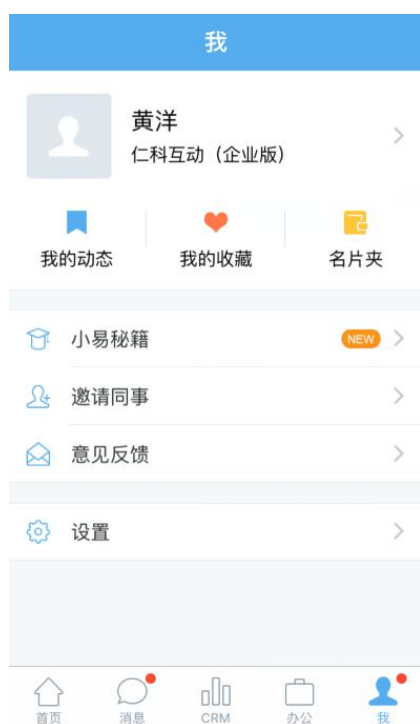 我
黄洋
仁科互动（企业版）
我的动态
我的收藏
名片夹
小易秘籍
NEW
邀请同事
意见反馈
设置
首页
消息
CRM
办公
我